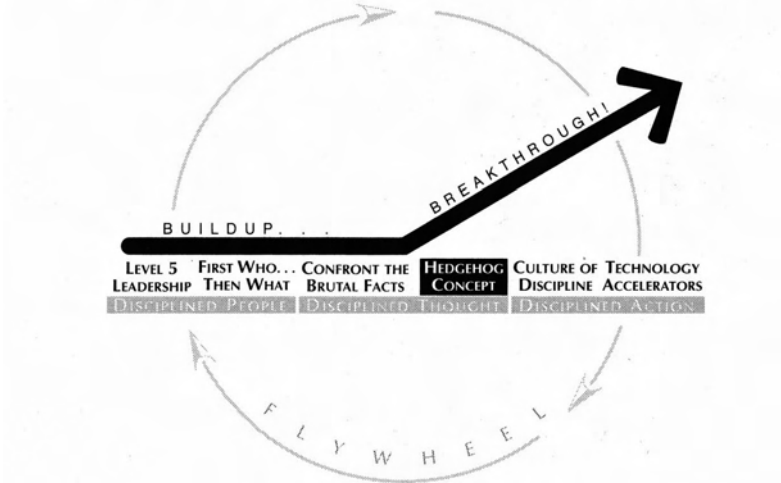 BREAKTHROUGH!
BUILDUP. . .
LEVEL 5 LEADERSHIP
FIRST WHO... THEN WHAT
CONFRONT THE BRUTAL FACTS
HEDGEHOG CONCEPT
CULTURE OF DISCIPLINE
TECHNOLOGY ACCELERATORS
DISCIPLINED PEOPLE
DISCIPLINED THOUGHT
DISCIPLINED ACTION
FLYWHEEL